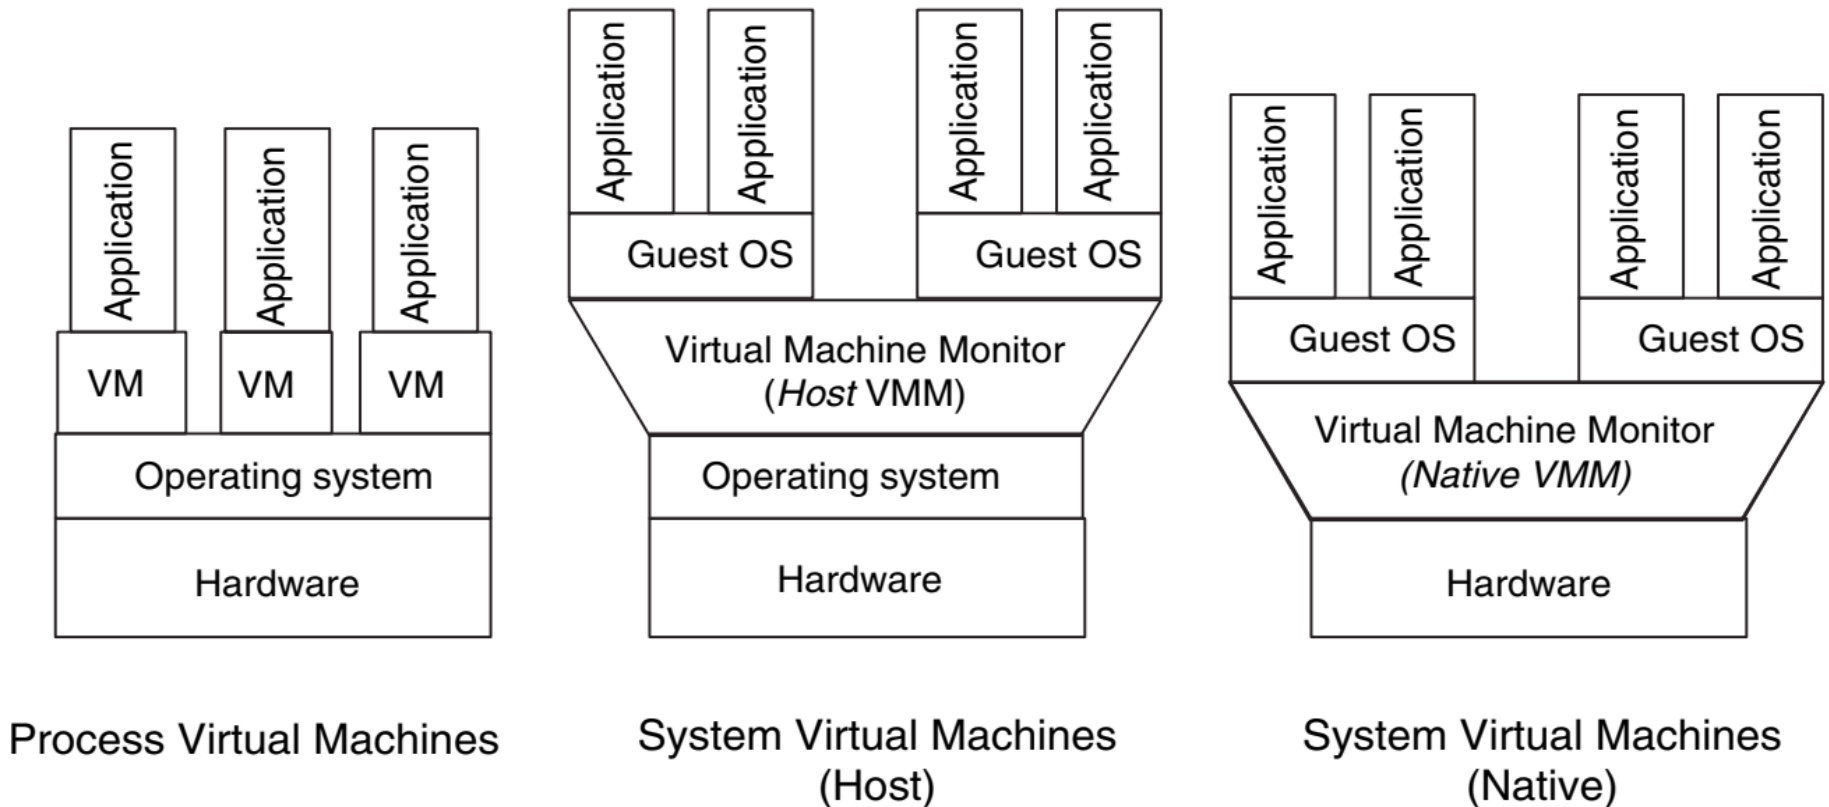 Application
Application
Application
VM
VM
VM
Operating system
Hardware
Process Virtual Machines
Application
Application
Application
Application
Guest OS
Guest OS
Virtual Machine Monitor
(Host VMM)
Operating system
Hardware
System Virtual Machines
(Host)
Application
Application
Application
Application
Guest OS
Guest OS
Virtual Machine Monitor
(Native VMM)
Hardware
System Virtual Machines
(Native)